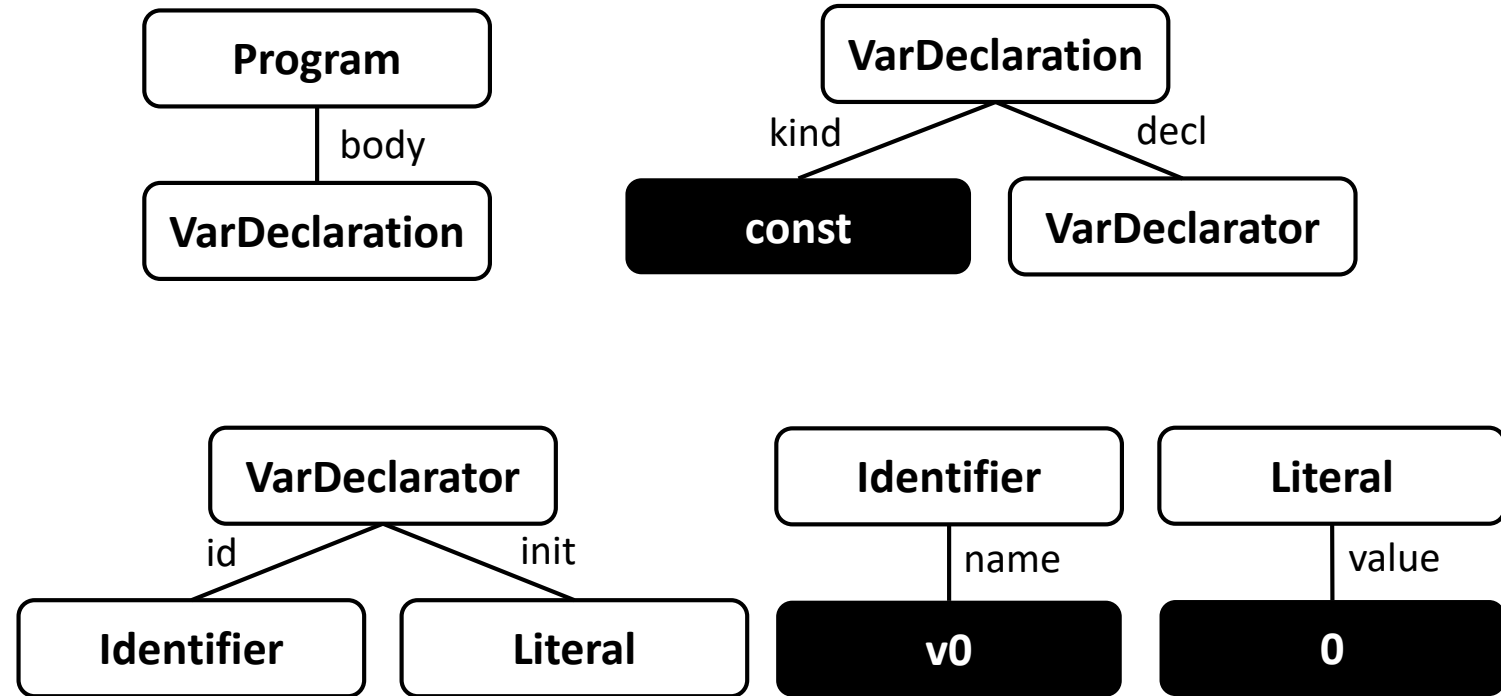 Program
body
VarDeclaration
VarDeclaration
kind
decl
const
VarDeclarator
VarDeclarator
id
init
Identifier
Literal
Identifier
name
v0
Literal
value
0